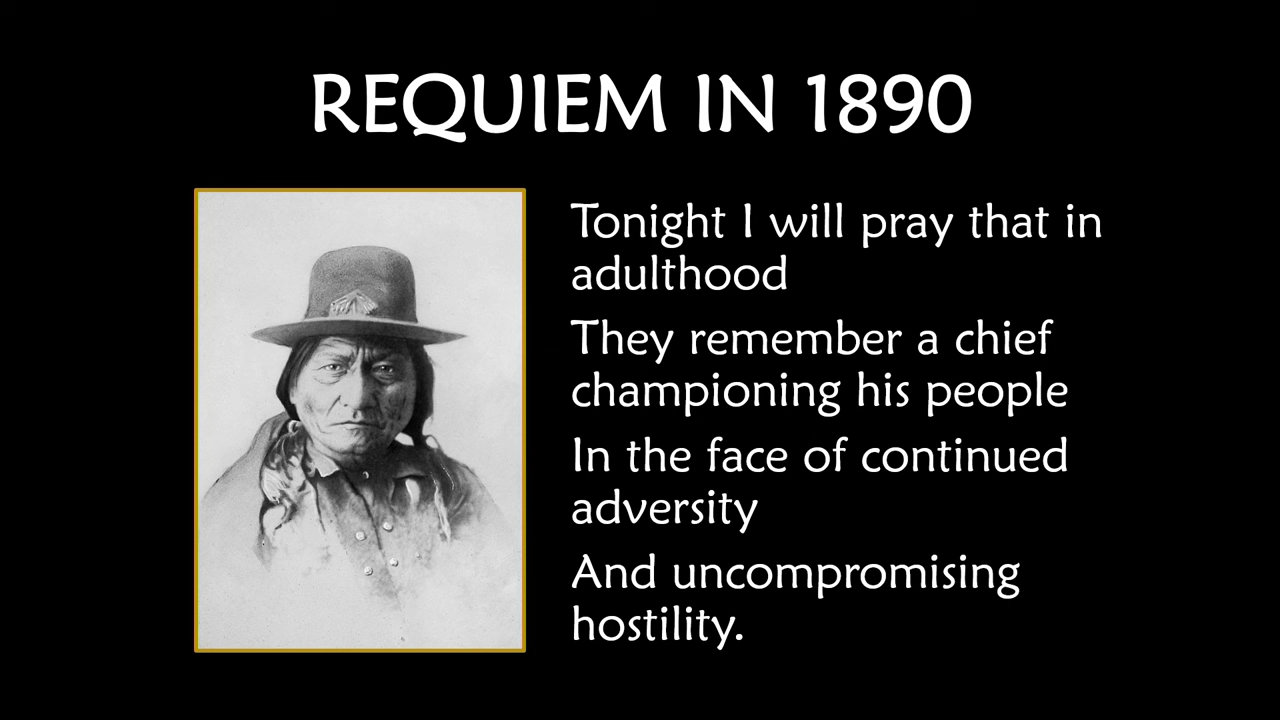 REQUIEM IN 1890
Tonight I will pray that in
adulthood
They remember a chief
championing his people
In the face of continued
adversity
And uncompromising
hostility.